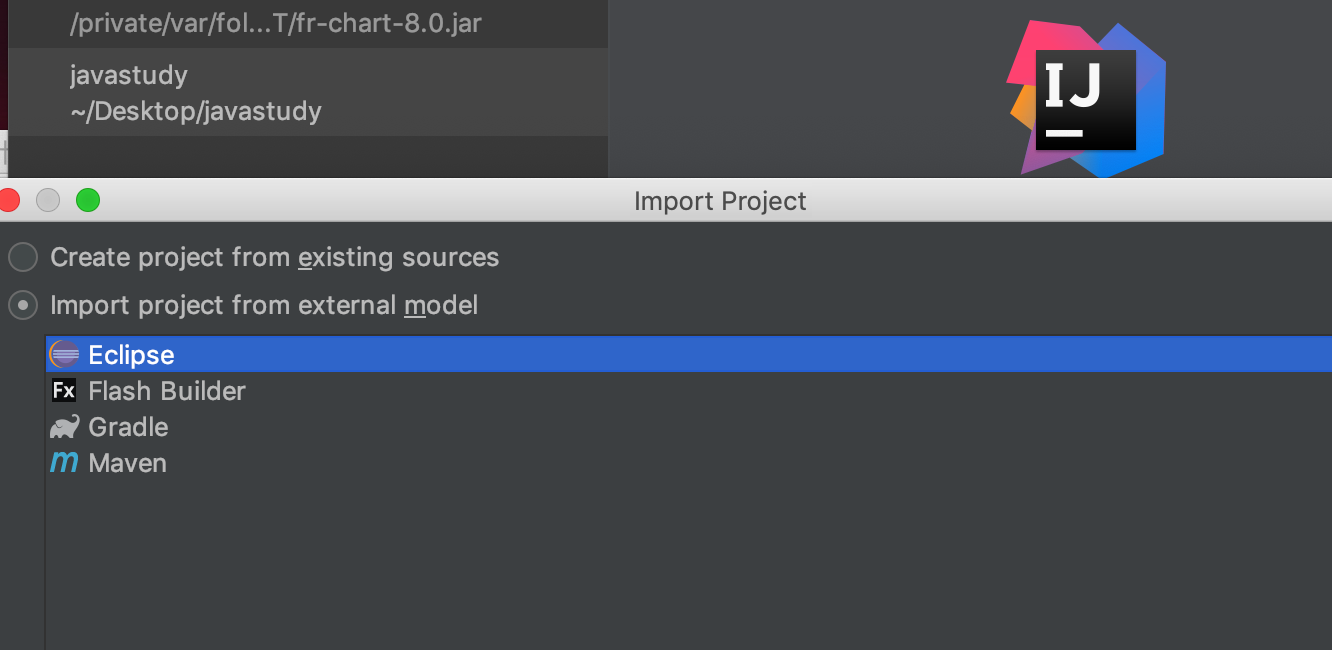 /private/var/fol...T/fr-chart-8.0.jar
javastudy
~/Desktop/javastudy
IJ
Import Project
Create project from existing sources
Import project from external model
Eclipse
Fx Flash Builder
Gradle
m Maven